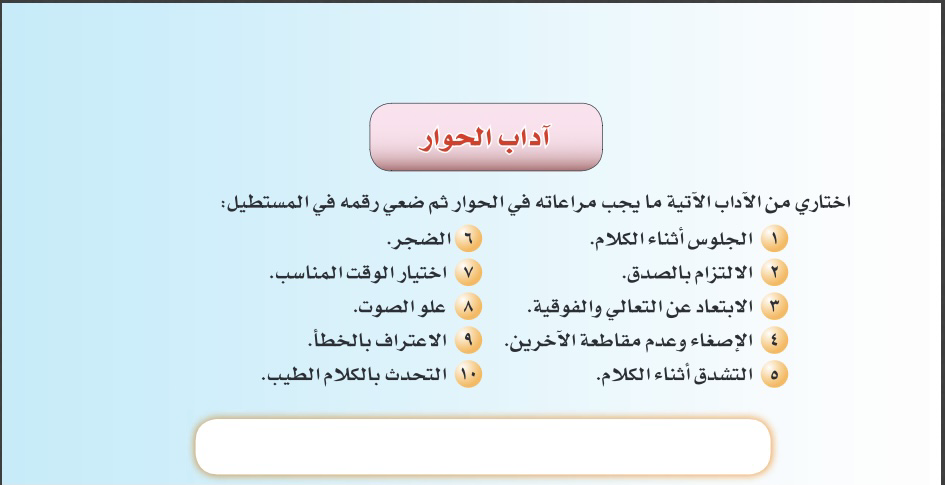 آداب الحوار
اختاري من الآداب الآتية ما يجب مراعاته في الحوار ثم ضعي رقمه في المستطيل:
١ الجلوس أثناء الكلام.
٢ الالتزام بالصدق.
٣ الابتعاد عن التعالي والفوقية.
٤ الإصغاء وعدم مقاطعة الآخرين.
٥ التشدق أثناء الكلام.
٦ الضجر.
٧ اختيار الوقت المناسب.
٨ علو الصوت.
٩ الاعتراف بالخطأ.
١٠ التحدث بالكلام الطيب.